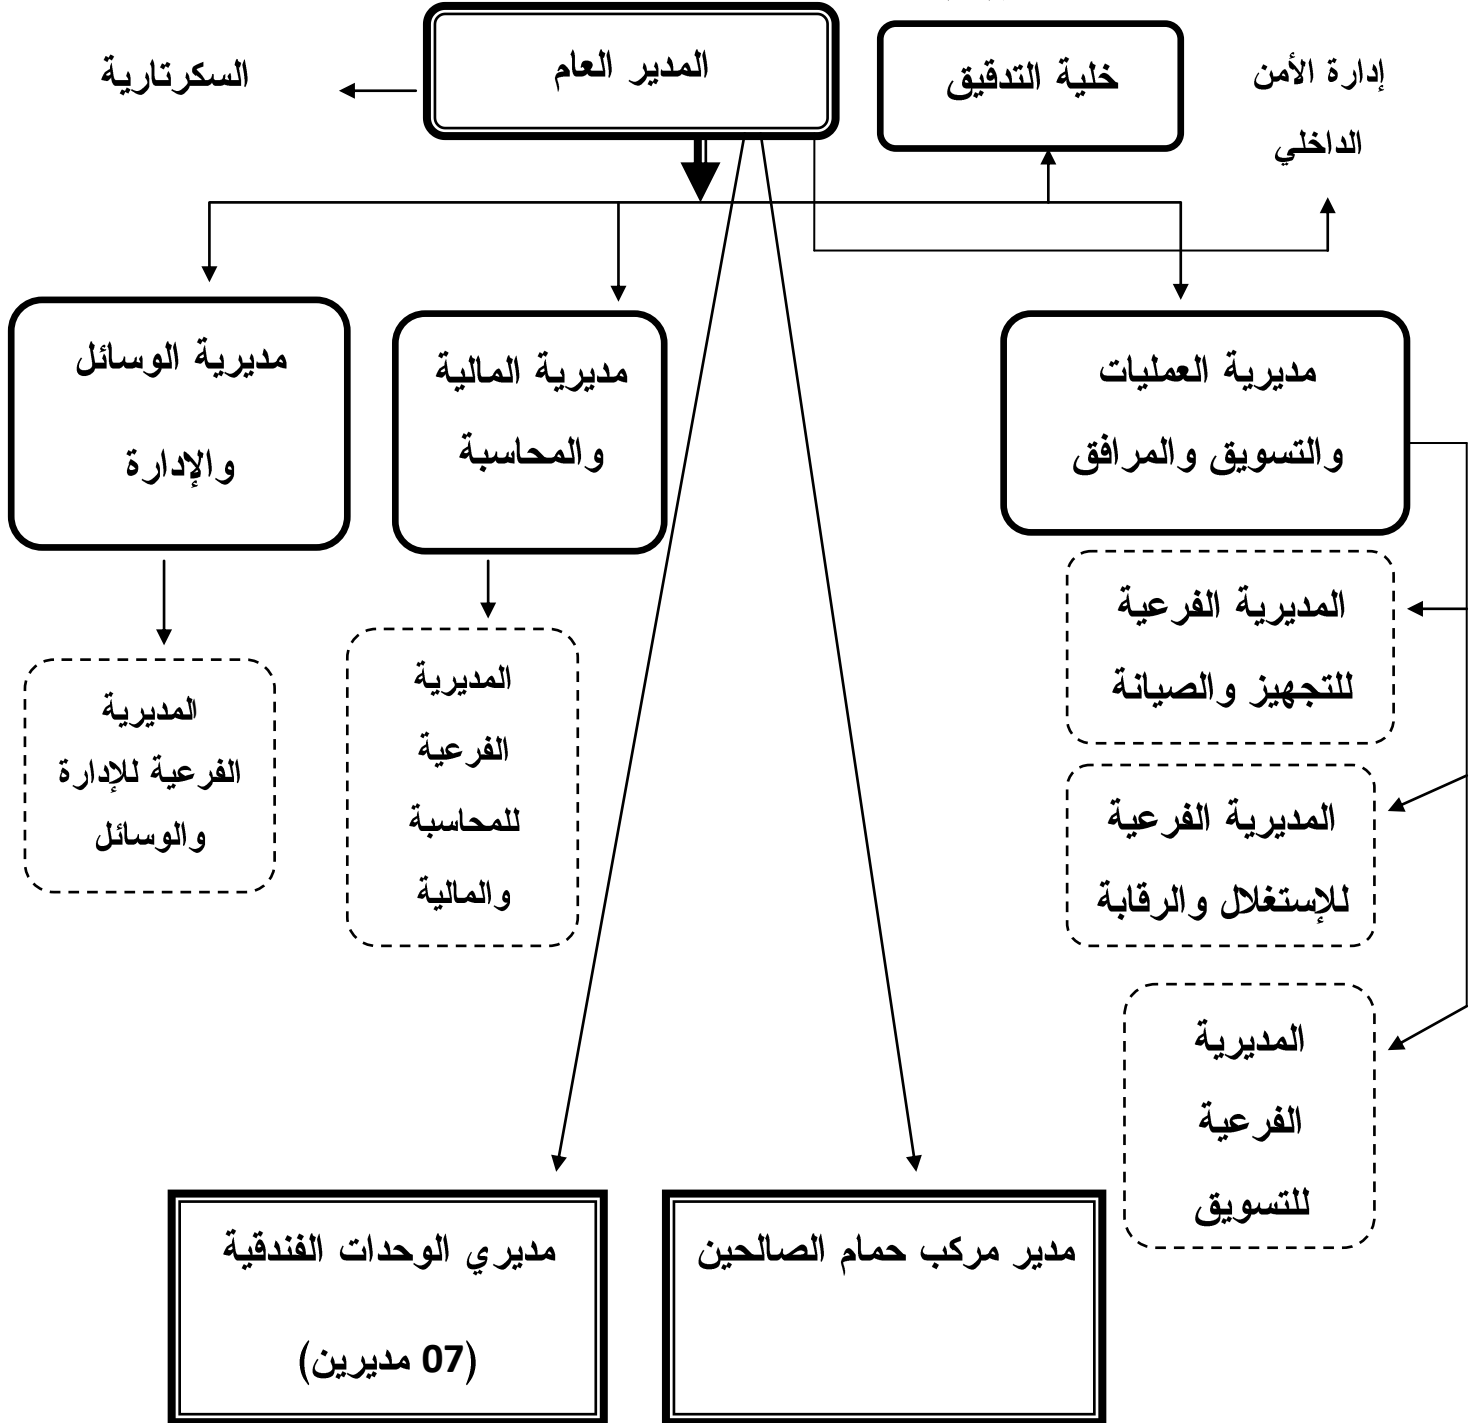 المدير العام
خلية التدقيق
إدارة الأمن
الداخلي
السكرتارية
مديرية العمليات
والتسويق والمرافق
مديرية المالية
والمحاسبة
مديرية الوسائل
والإدارة
المديرية الفرعية
للتجهيز والصيانة
المديرية الفرعية
للإستغلال والرقابة
المديرية
الفرعية
للتسويق
المديرية
الفرعية
للمحاسبة
والمالية
المديرية
الفرعية للإدارة
والوسائل
مدير مركب حمام الصالحين
مديري الوحدات الفندقية
(07 مديرين)